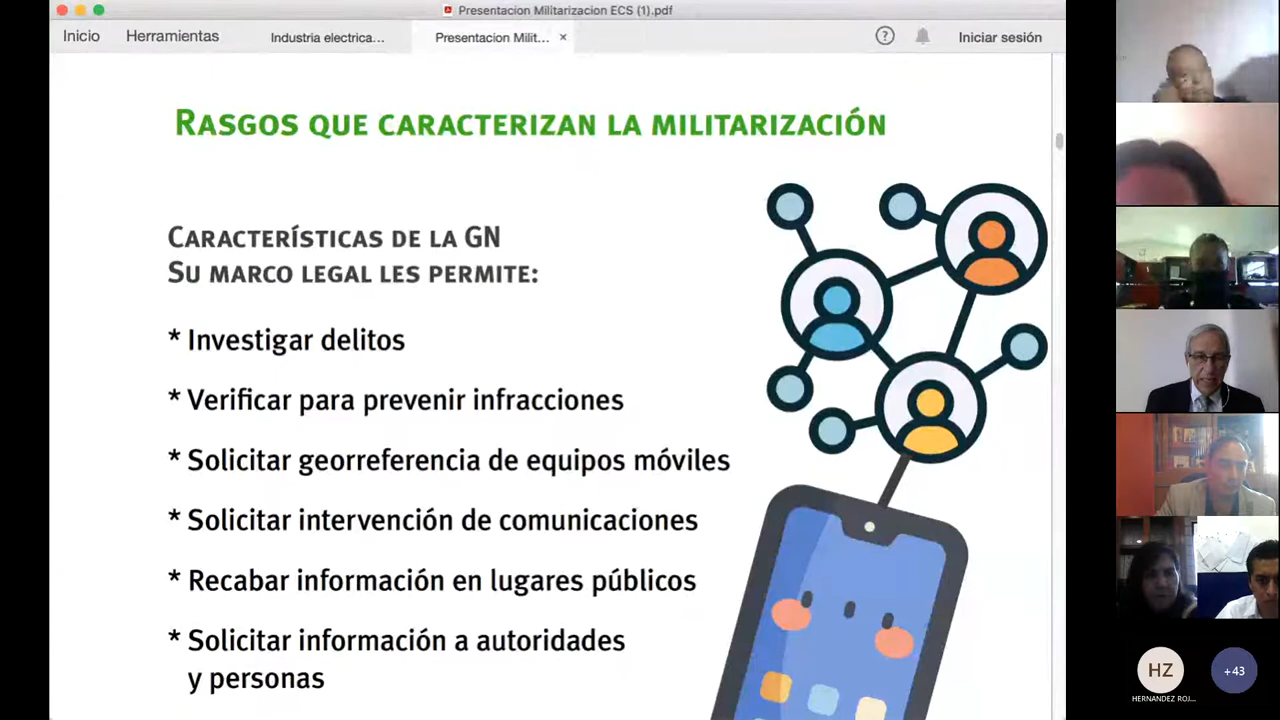 Presentacion Militarizacion ECS (1).pdf
Inicio
Herramientas
Industria electrica...
Presentacion Milit... ×
?
Iniciar sesión
RASGOS QUE CARACTERIZAN LA MILITARIZACIÓN
CARACTERÍSTICAS DE LA GN
SU MARCO LEGAL LES PERMITE:
* Investigar delitos
* Verificar para prevenir infracciones
* Solicitar georreferencia de equipos móviles
* Solicitar intervención de comunicaciones
* Recabar información en lugares públicos
* Solicitar información a autoridades
y personas
HZ
+43
HERNANDEZ ROJ...